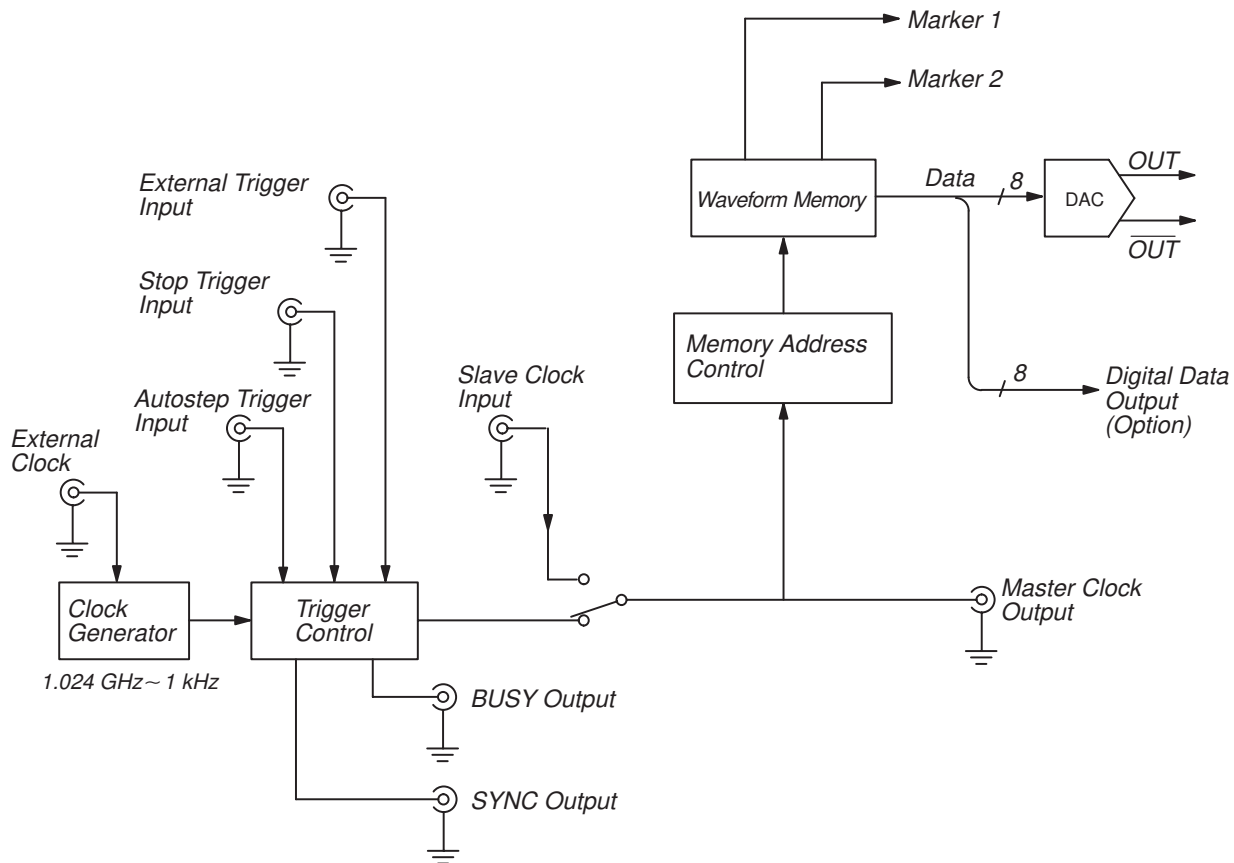 Marker 1
Marker 2
External Trigger
Input
Waveform Memory
Data
8
DAC
OUT
OUT
Stop Trigger
Input
Memory Address
Control
Slave Clock
Input
8
Digital Data
Output
(Option)
Autostep Trigger
Input
External
Clock
Clock
Generator
Trigger
Control
Master Clock
Output
1.024 GHz~ 1 kHz
BUSY Output
SYNC Output